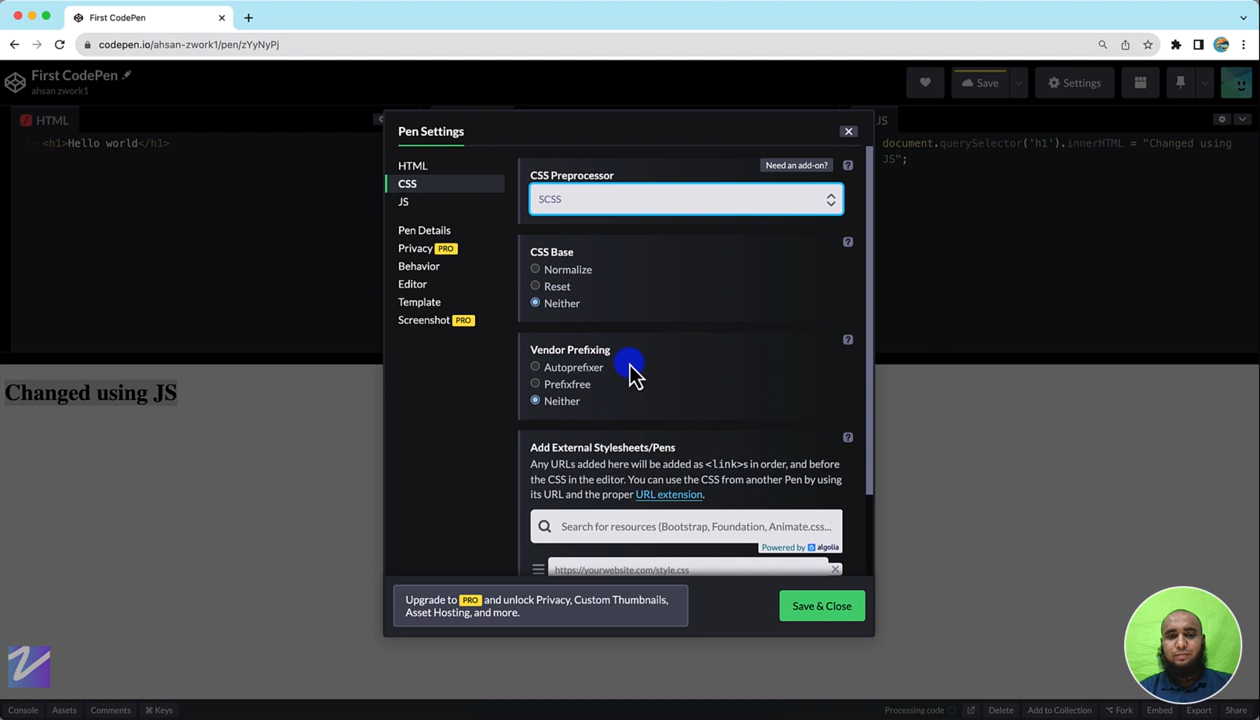 First CodePen
codepen.io/ahsan-zwork1/pen/zYyNyPj
First CodePen
ahsan zwork1
Save
Settings
HTML
JS
<h1>Hello world</h1>
document.querySelector('h1').innerHTML = "Changed using
JS";
Pen Settings
HTML
CSS
JS
Pen Details
Privacy PRO
Behavior
Editor
Template
Screenshot PRO
Need an add-on? ?
CSS Preprocessor
SCSS
?
CSS Base
Normalize
Reset
Neither
?
Vendor Prefixing
Autoprefixer
Prefixfree
Neither
?
Add External Stylesheets/Pens
Any URLs added here will be added as <link>s in order, and before
the CSS in the editor. You can use the CSS from another Pen by using
its URL and the proper URL extension.
Search for resources (Bootstrap, Foundation, Animate.css...
Powered by algolia
https://yourwebsite.com/style.css
Upgrade to PRO and unlock Privacy, Custom Thumbnails,
Asset Hosting, and more.
Save & Close
Changed using JS
Console Assets Comments ⌘ Keys
Processing code Delete Add to Collection ⌥ Fork Embed Export Share